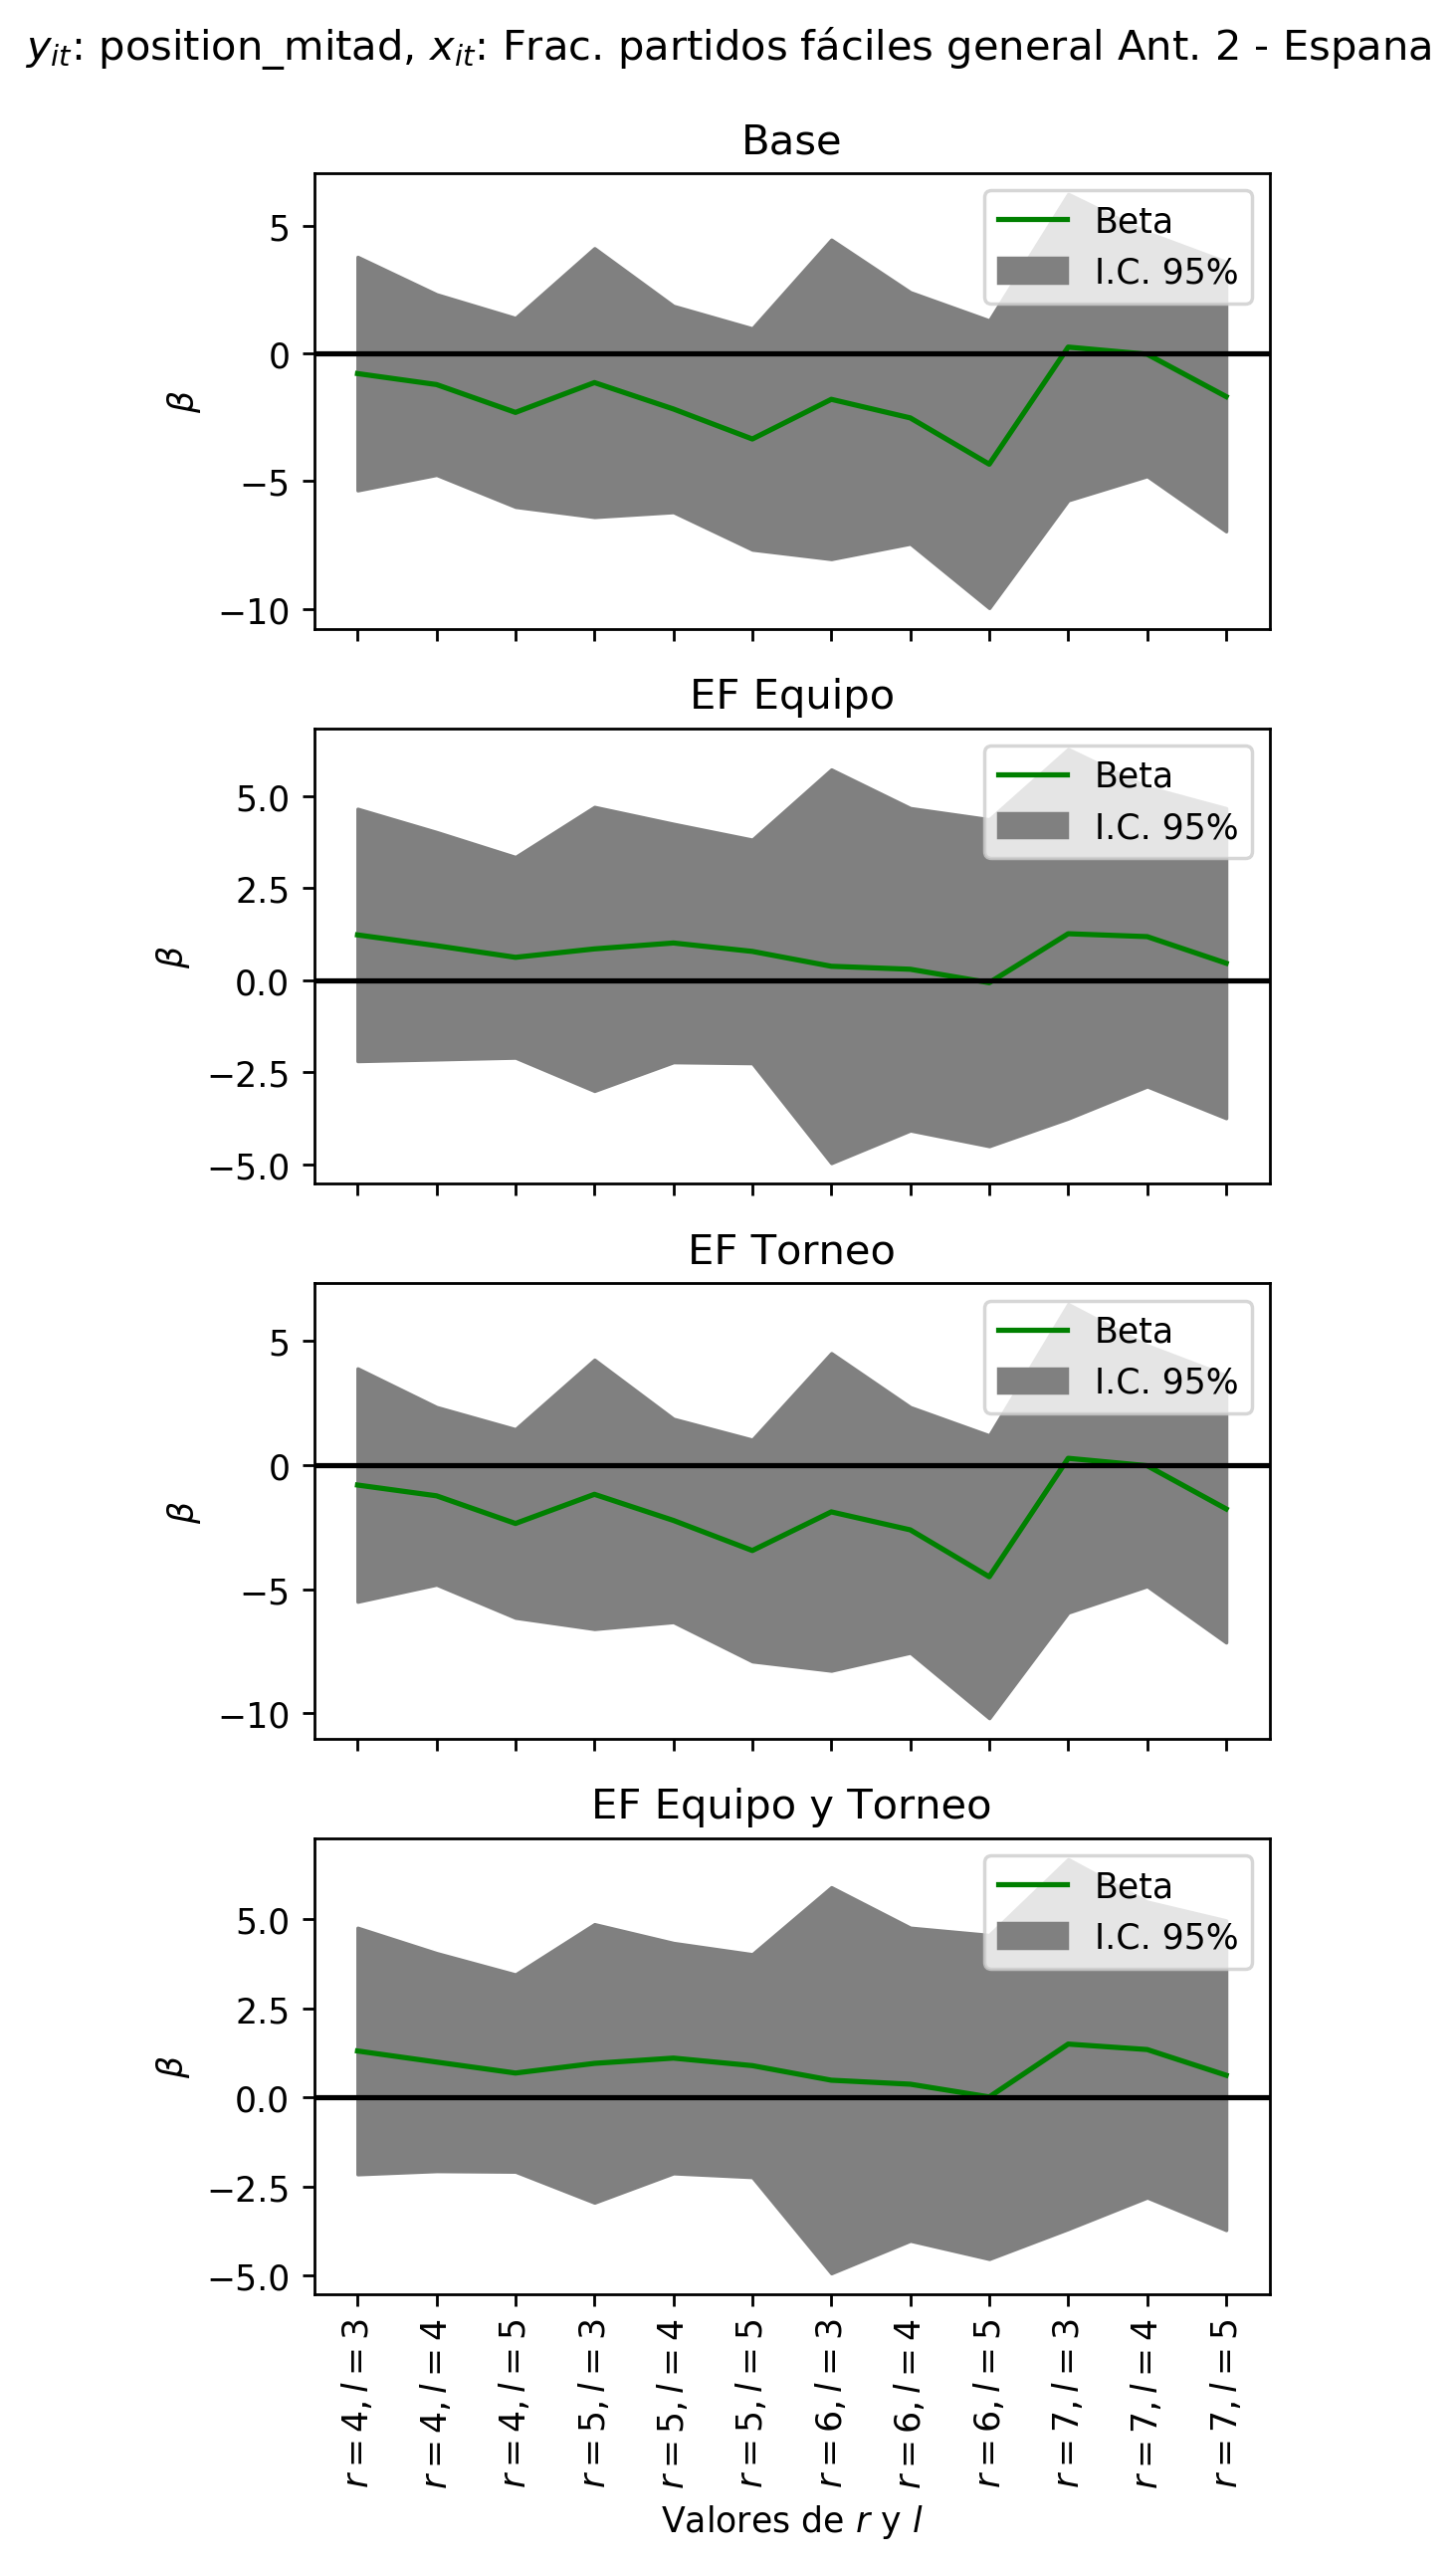 y_it: position_mitad, x_it: Frac. partidos fáciles general Ant. 2 - Espana
Base
Beta
I.C. 95%
5
0
−5
−10
β
EF Equipo
Beta
I.C. 95%
5.0
2.5
0.0
−2.5
−5.0
β
EF Torneo
Beta
I.C. 95%
5
0
−5
−10
β
EF Equipo y Torneo
Beta
I.C. 95%
5.0
2.5
0.0
−2.5
−5.0
β
r = 4, l = 3
r = 4, l = 4
r = 4, l = 5
r = 5, l = 3
r = 5, l = 4
r = 5, l = 5
r = 6, l = 3
r = 6, l = 4
r = 6, l = 5
r = 7, l = 3
r = 7, l = 4
r = 7, l = 5
Valores de r y l